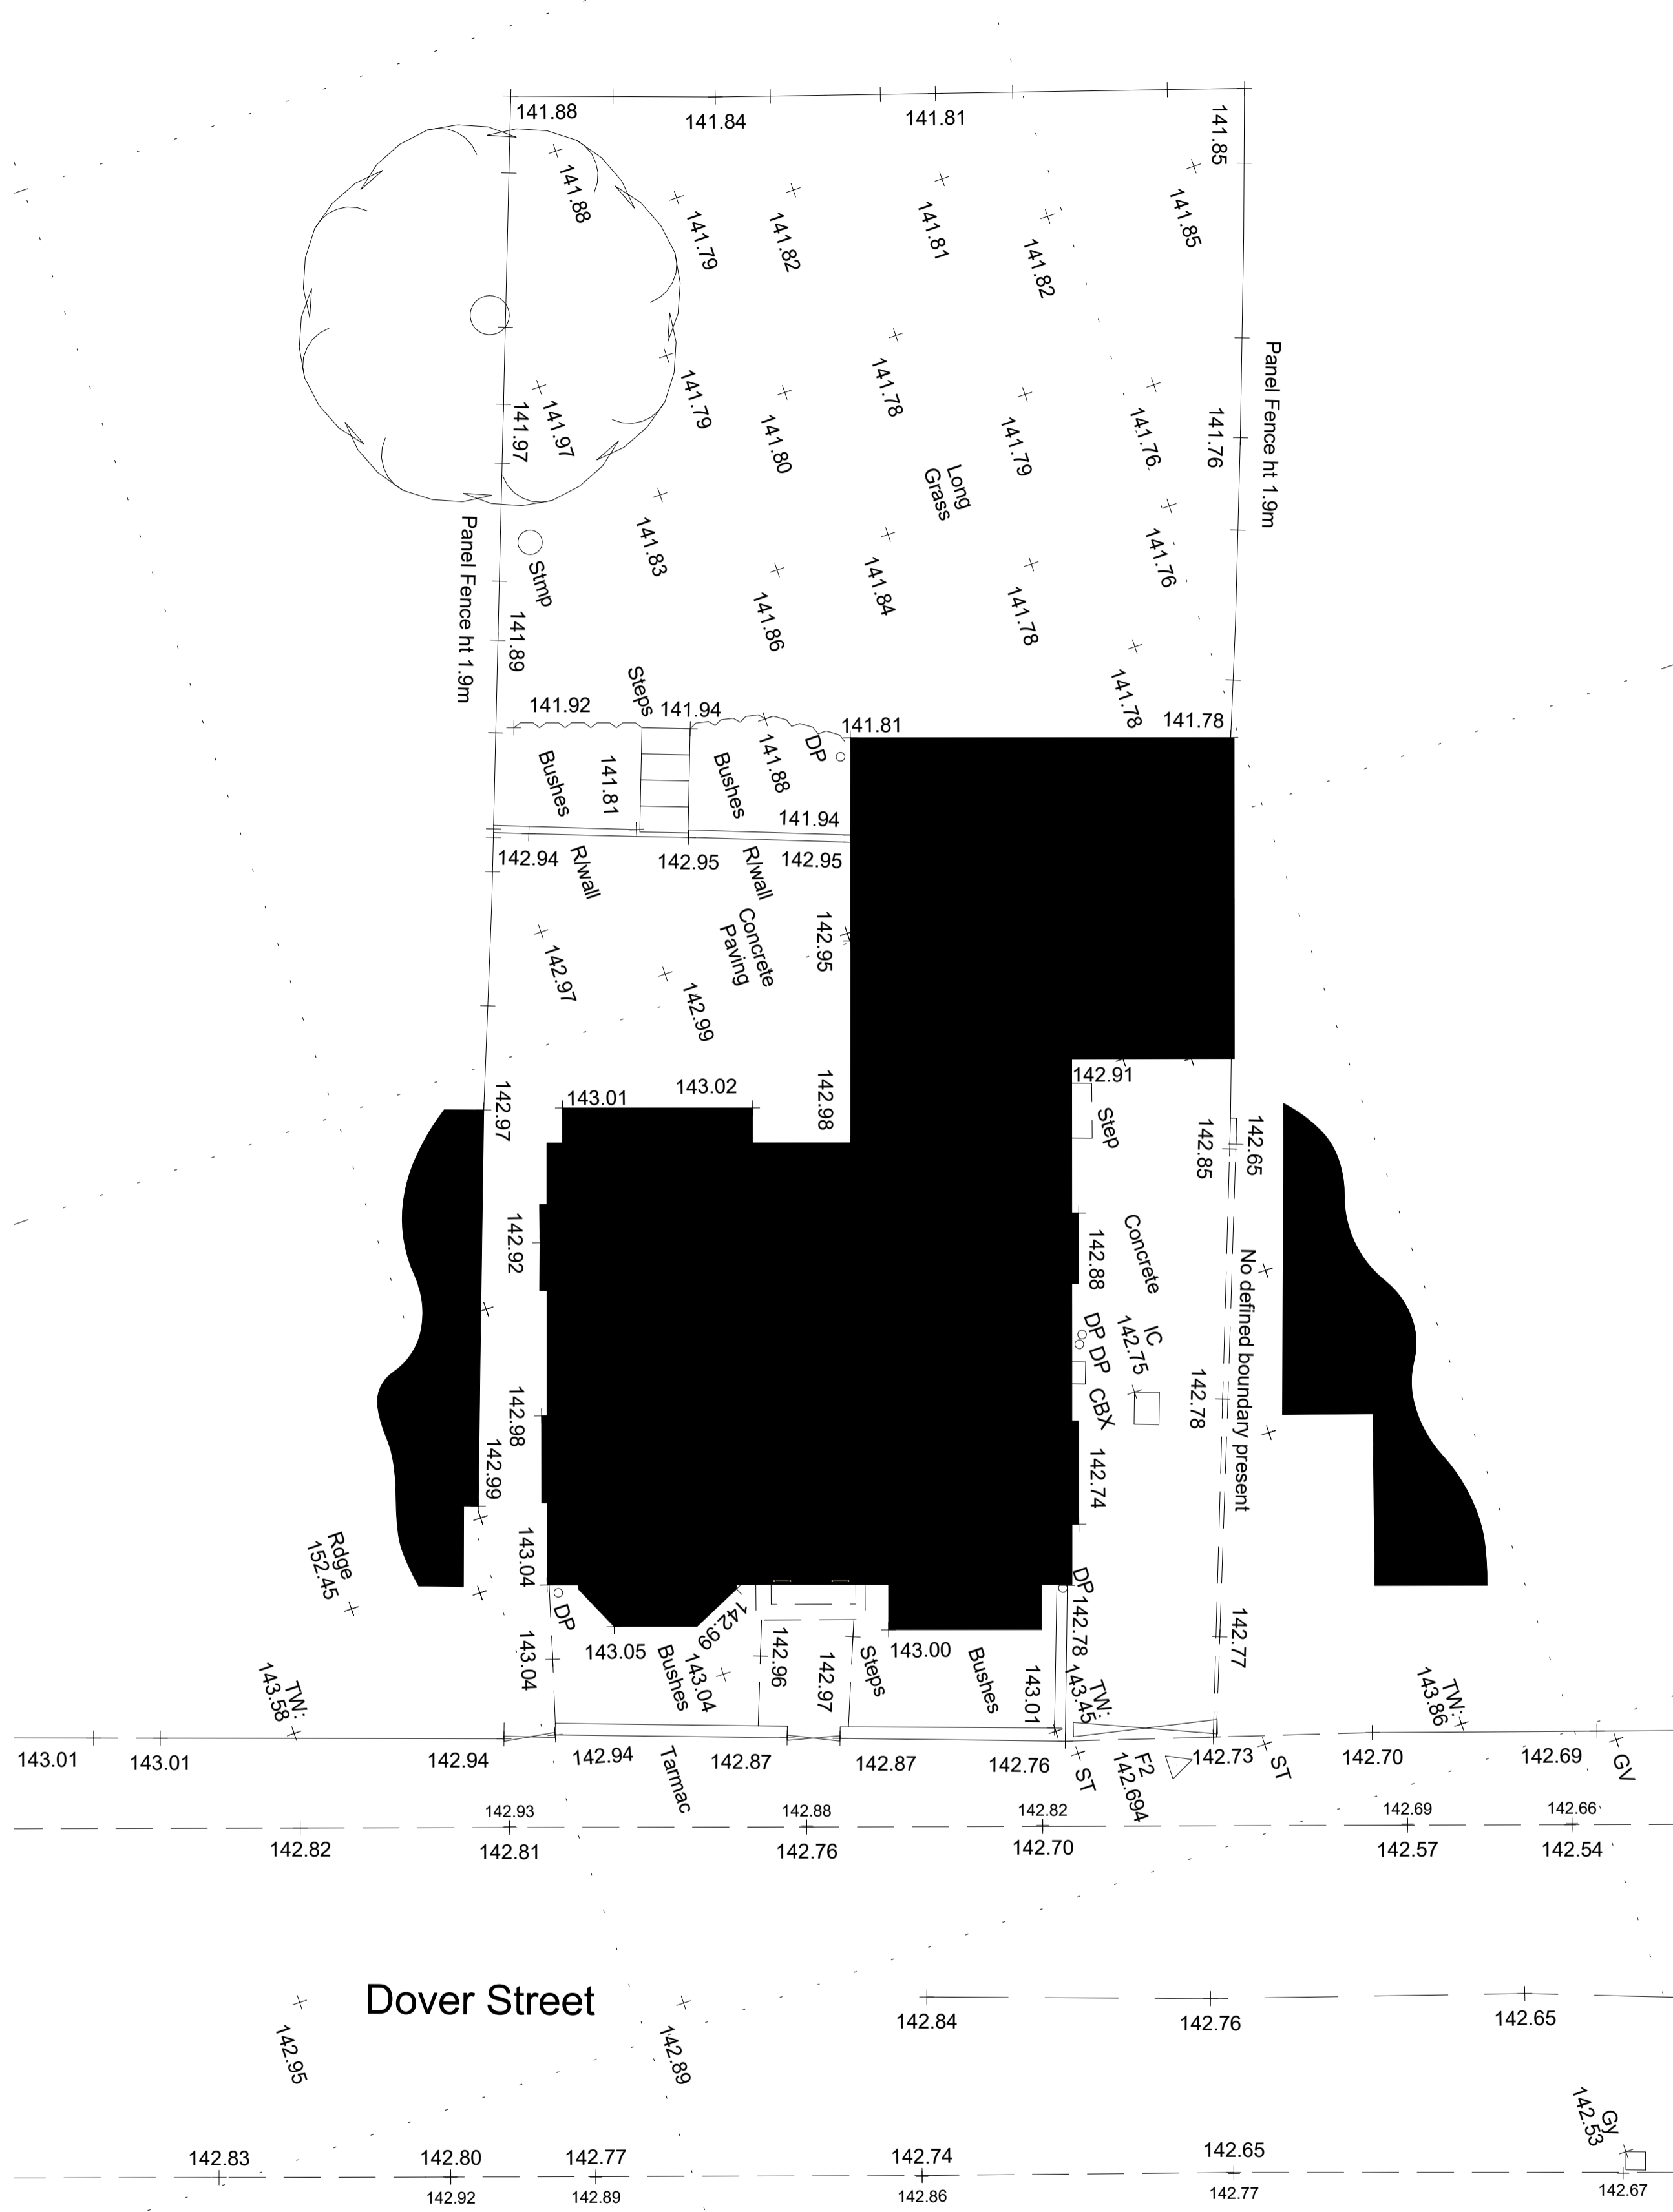 141.88
141.84
141.81
141.85
141.88
141.79
141.82
141.81
141.82
141.85
Panel Fence ht 1.9m
141.97
141.97
141.79
141.80
141.78
141.79
141.76
141.76
Long
Grass
Panel Fence ht 1.9m
Stmp
141.83
141.86
141.84
141.78
141.76
141.89
Steps
141.78
141.92
141.94
141.81
141.78
Bushes
141.81
Bushes
141.88
DP
141.94
142.94
R/wall
142.95
R/wall
142.95
Concrete
Paving
142.95
142.97
142.99
142.97
143.01
143.02
142.98
142.91
Step
142.85
142.65
142.92
142.88
Concrete
No defined boundary present
DP
DP
IC
142.75
CBX
142.78
142.98
142.99
142.74
Rdge
152.45
143.04
DP
DP
142.78
143.04
143.05
142.99
Bushes
143.04
142.96
142.97
Steps
143.00
Bushes
143.01
TW:
143.45
142.77
TW:
143.58
TW:
143.86
143.01
143.01
142.94
142.94
Tarmac
142.87
142.87
142.76
ST
F2
142.694
142.73
ST
142.70
142.69
GV
142.93
142.88
142.82
142.69
142.66
142.82
142.81
142.76
142.70
142.57
142.54
Dover Street
142.95
142.89
142.84
142.76
142.65
Gy
142.53
142.83
142.80
142.77
142.74
142.65
142.92
142.89
142.86
142.77
142.67